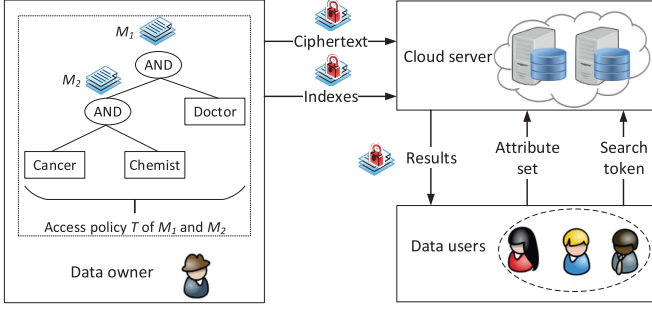 M1
AND
M2
AND
Doctor
Cancer
Chemist
Access policy T of M1 and M2
Data owner
Ciphertext
Indexes
Cloud server
Results
Attribute
set
Search
token
Data users